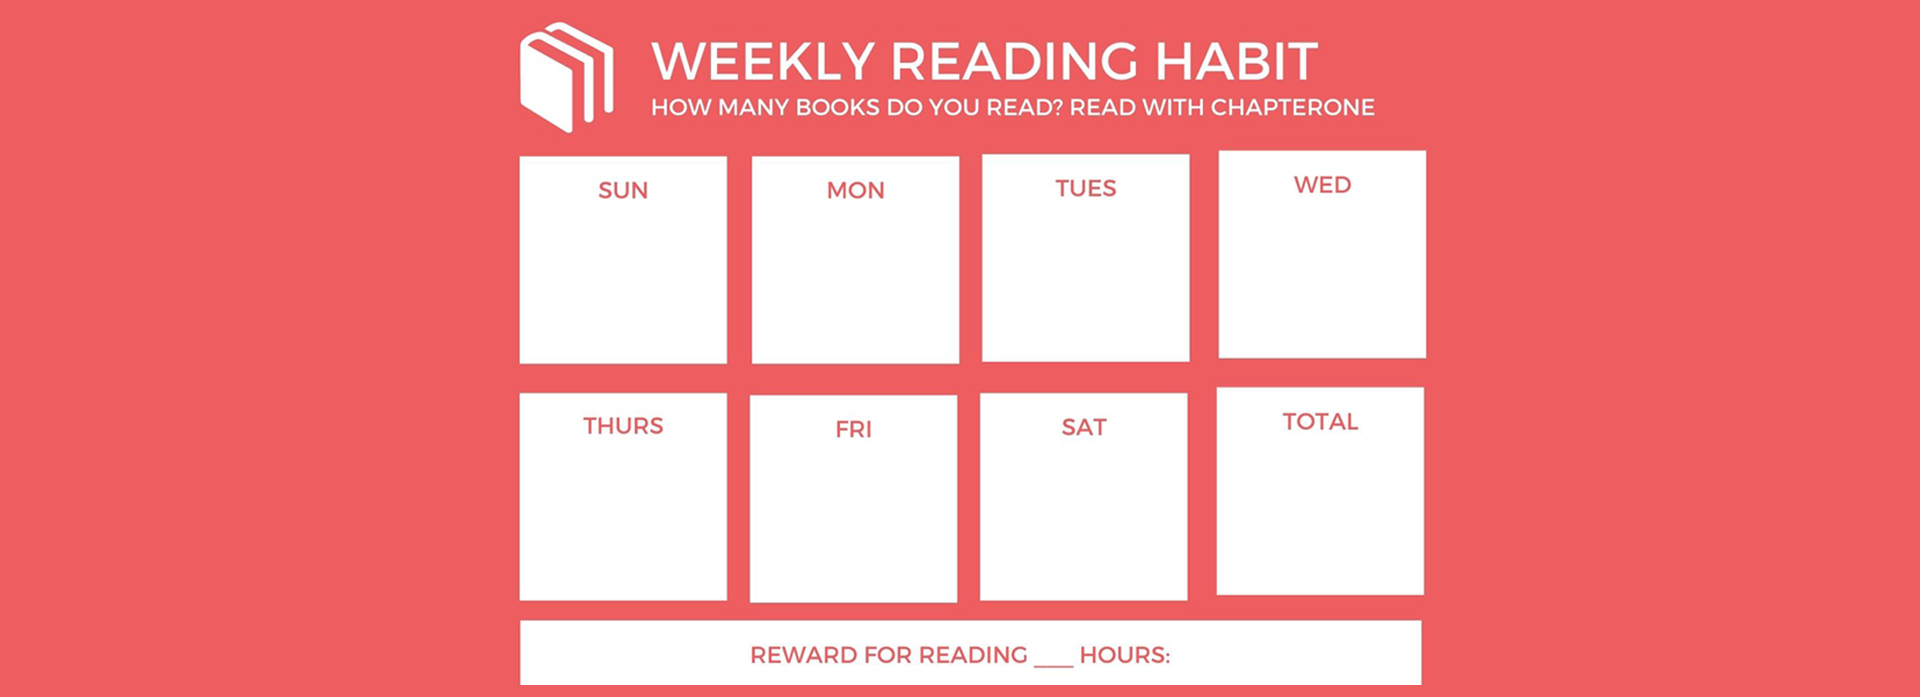 WEEKLY READING HABIT
HOW MANY BOOKS DO YOU READ? READ WITH CHAPTERONE
SUN
MON
TUES
WED
THURS
FRI
SAT
TOTAL
REWARD FOR READING ___ HOURS: